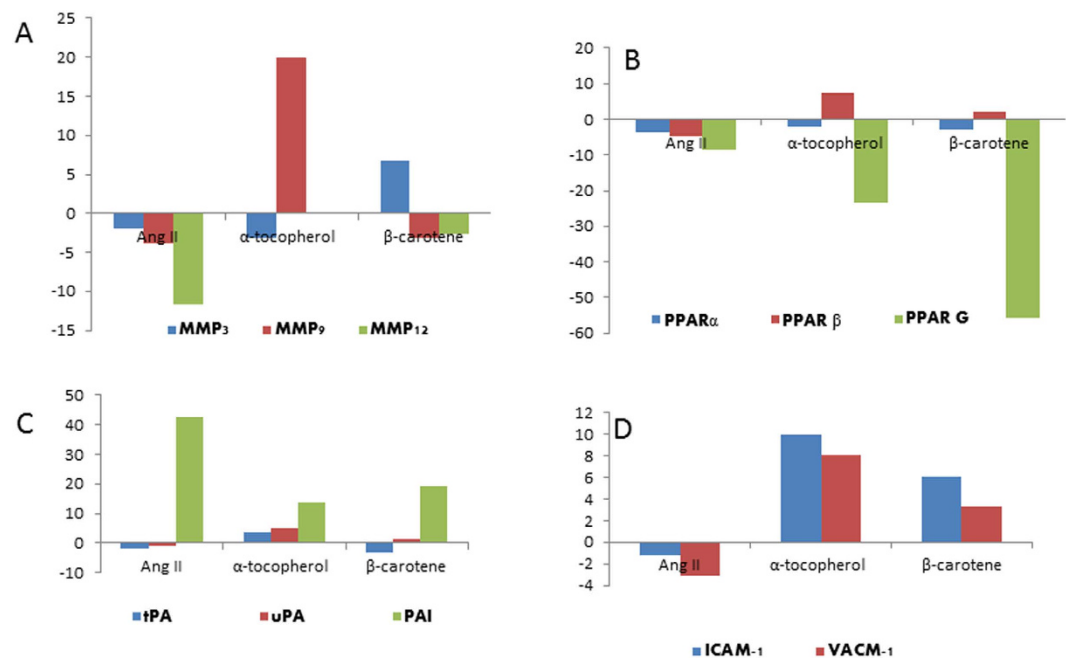 A
25
20
15
10
5
0
-5
-10
-15
Ang II α-tocopherol β-carotene
MMP3 MMP9 MMP12
B
20
10
0
-10
-20
-30
-40
-50
-60
Ang II α-tocopherol β-carotene
PPARα PPAR β PPAR G
C
50
40
30
20
10
0
-10
Ang II α-tocopherol β-carotene
tPA uPA PAI
D
12
10
8
6
4
2
0
-2
-4
Ang II α-tocopherol β-carotene
ICAM-1 VACM-1